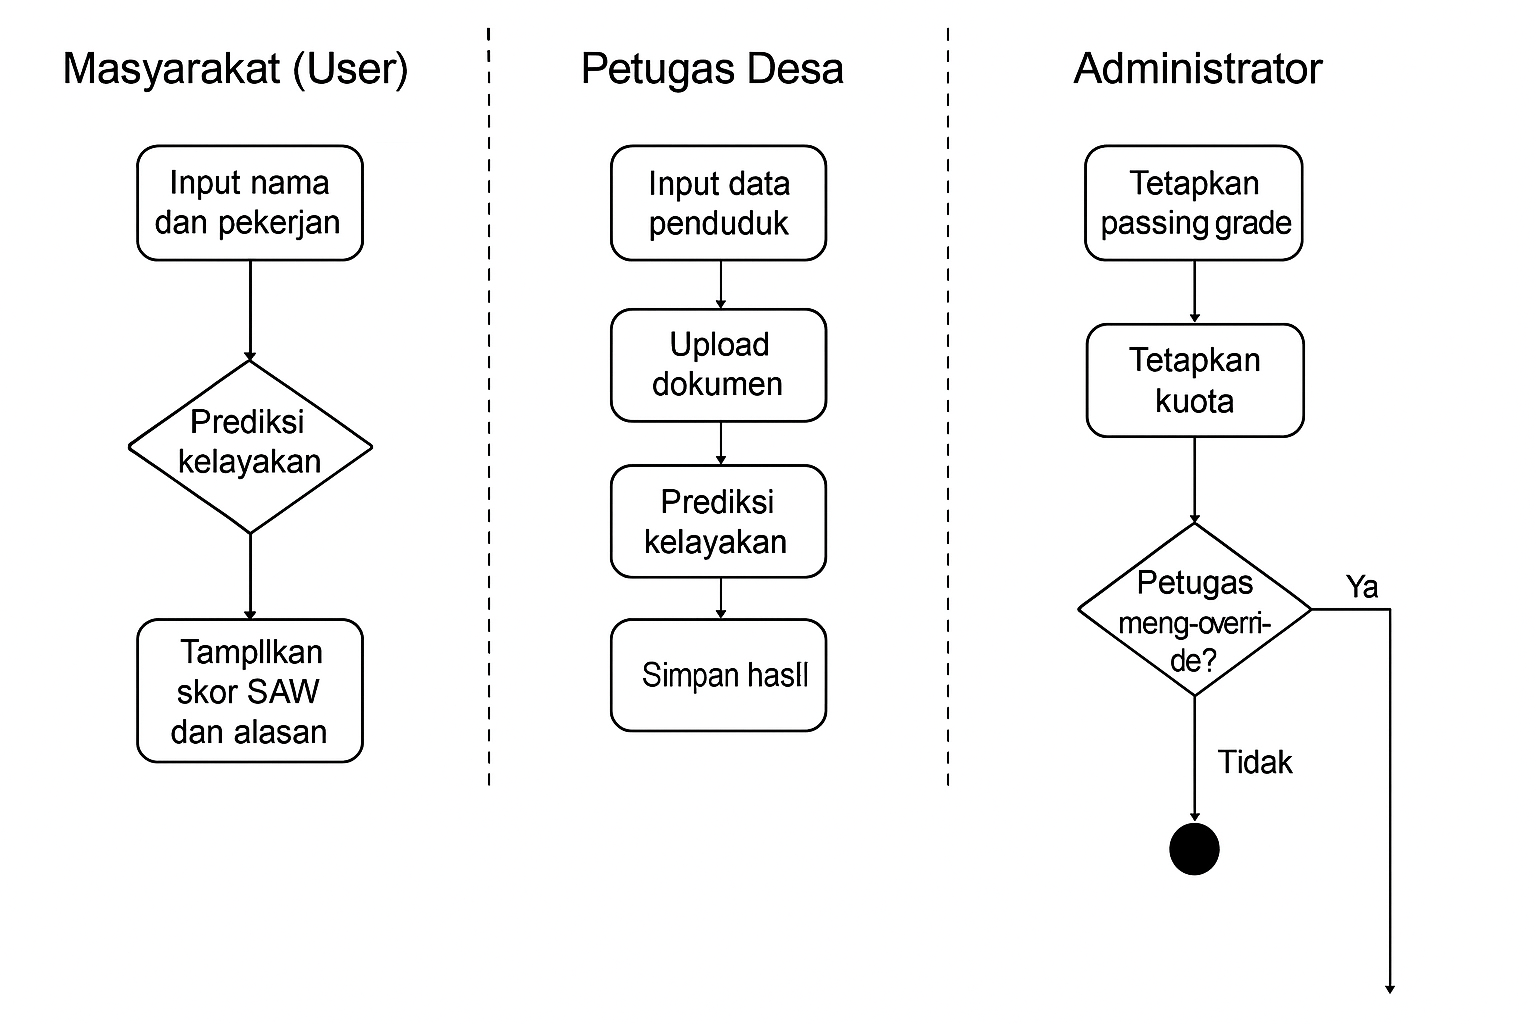 Masyarakat (User)
Input nama
dan pekerjan
Prediksi
kelayakan
Tampllkan
skor SAW
dan alasan
Petugas Desa
Input data
penduduk
Upload
dokumen
Prediksi
kelayakan
Simpan hasll
Administrator
Tetapkan
passing grade
Tetapkan
kuota
Petugas
meng-overri-
de?
Ya
Tidak